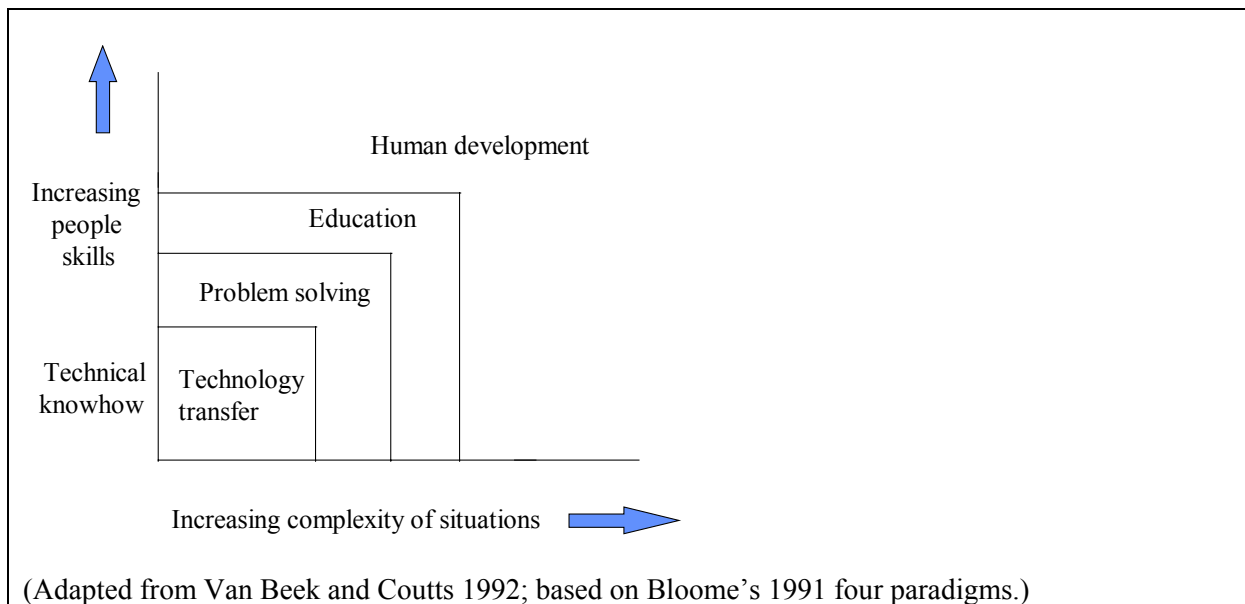 Human development
Increasing
people
skills
Education
Problem solving
Technical
knowhow
Technology
transfer
Increasing complexity of situations
(Adapted from Van Beek and Coutts 1992; based on Bloome’s 1991 four paradigms.)